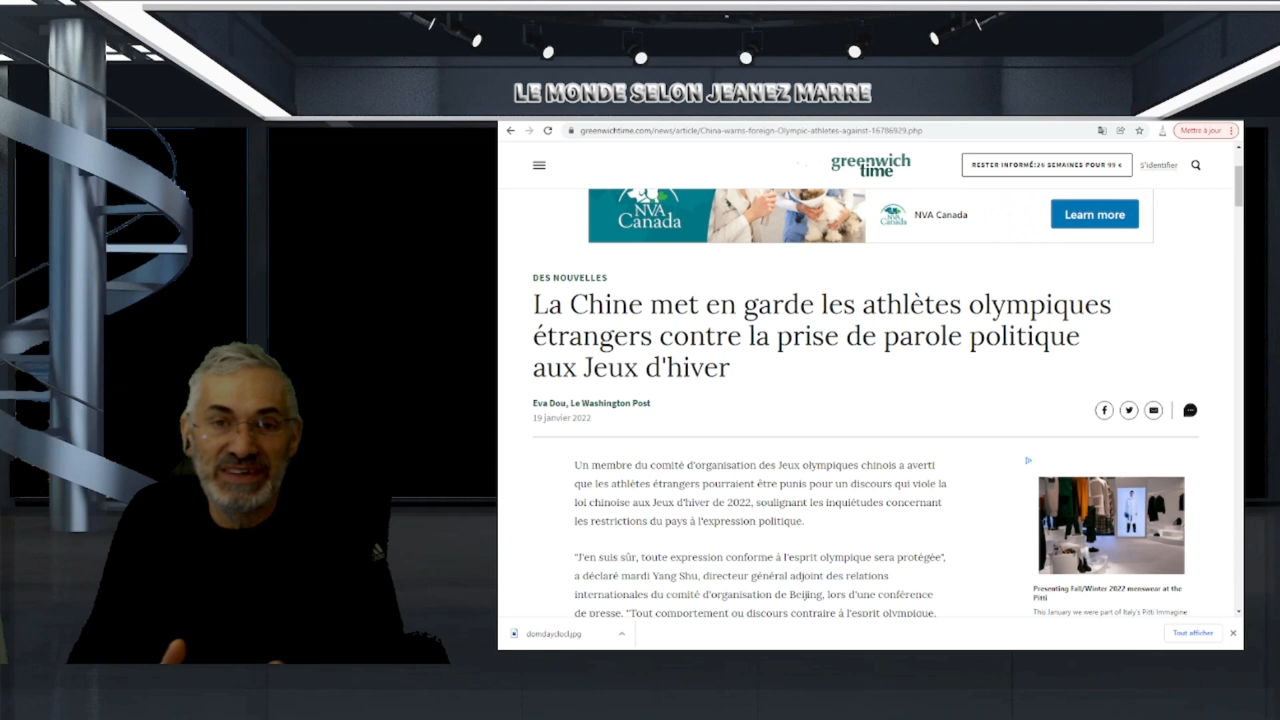 LE MONDE SELON JEANEZ MARRE
greenwichtime.com/news/article/China-warns-foreign-Olympic-athletes-against-16786929.php
Mettre à jour
greenwich
time
RESTER INFORMÉ!26 SEMAINES POUR 99 ¢
S'identifier
NVA
Canada
NVA Canada
Learn more
DES NOUVELLES
La Chine met en garde les athlètes olympiques
étrangers contre la prise de parole politique
aux Jeux d'hiver
Eva Dou, Le Washington Post
19 janvier 2022
Un membre du comité d'organisation des Jeux olympiques chinois a averti
que les athlètes étrangers pourraient être punis pour un discours qui viole la
loi chinoise aux Jeux d'hiver de 2022, soulignant les inquiétudes concernant
les restrictions du pays à l'expression politique.
"J'en suis sûr, toute expression conforme à l'esprit olympique sera protégée",
a déclaré mardi Yang Shu, directeur général adjoint des relations
internationales du comité d'organisation de Beijing, lors d'une conférence
de presse. "Tout comportement ou discours contraire à l'esprit olympique,
Presenting Fall/Winter 2022 menswear at the
Pitti
This January we were part of Italy's Pitti Immagine
domdayclocl.jpg
Tout afficher